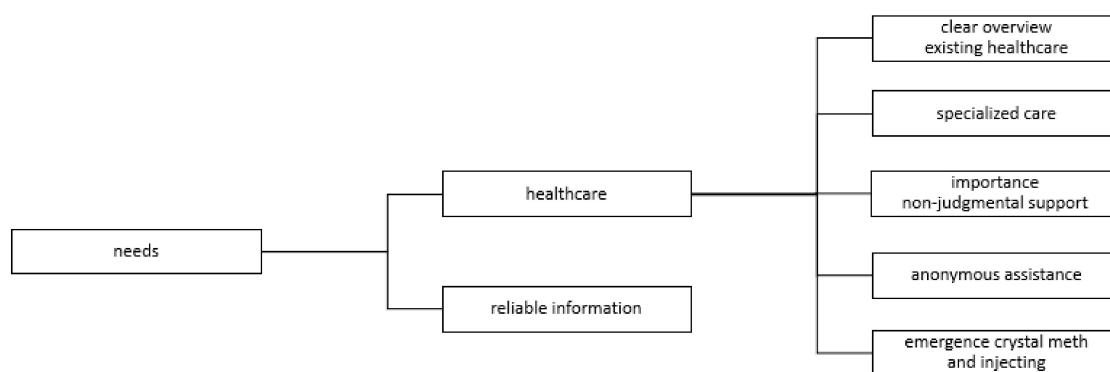 clear overview
existing healthcare
specialized care
importance
non-judgmental support
healthcare
needs
anonymous assistance
reliable information
emergence crystal meth
and injecting